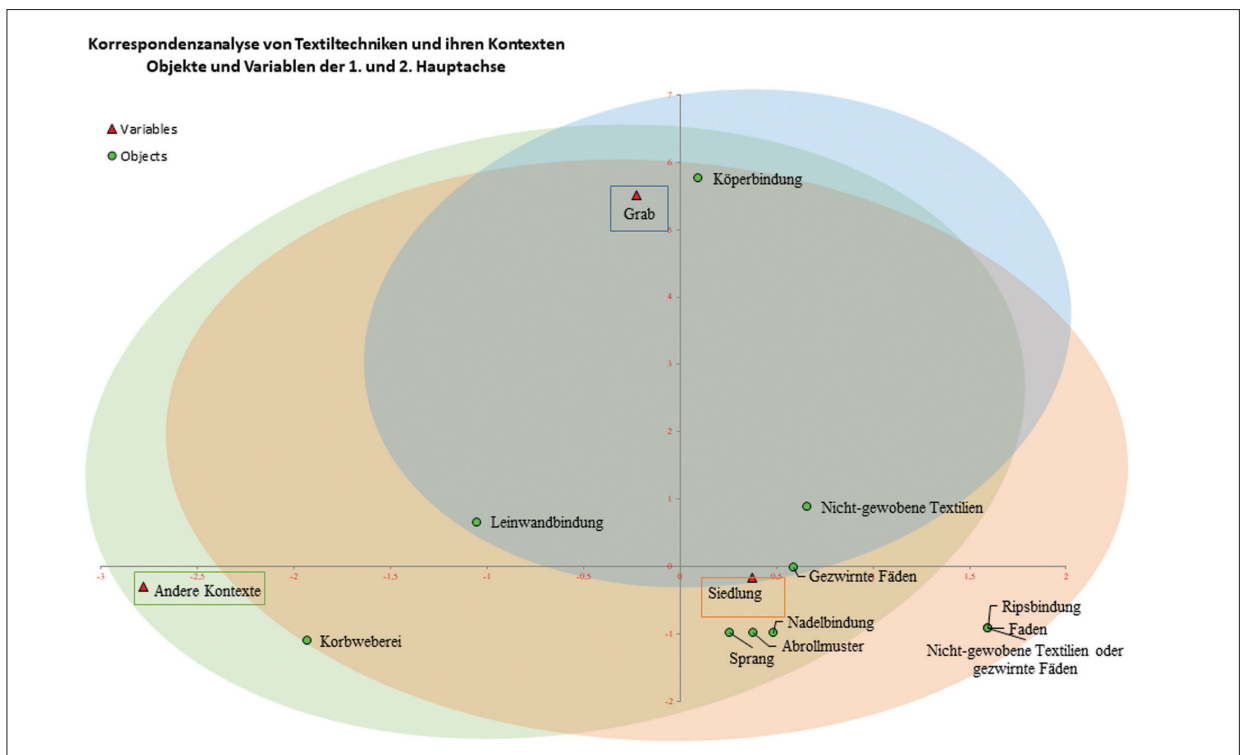 Korrespondenzanalyse von Textiltechniken und ihren Kontexten
Objekte und Variablen der 1. und 2. Hauptachse
Variables
Objects
7
6
5
4
3
2
1
0
-1
-2
-3
-2,5
-2
-1,5
-1
-0,5
0
0,5
1
1,5
2
Köperbindung
Grab
Leinwandbindung
Nicht-gewobene Textilien
Gezwirnte Fäden
Andere Kontexte
Siedlung
Korbweberei
Nadelbindung
Abrollmuster
Sprang
Ripsbindung
Faden
Nicht-gewobene Textilien oder
gezwirnte Fäden